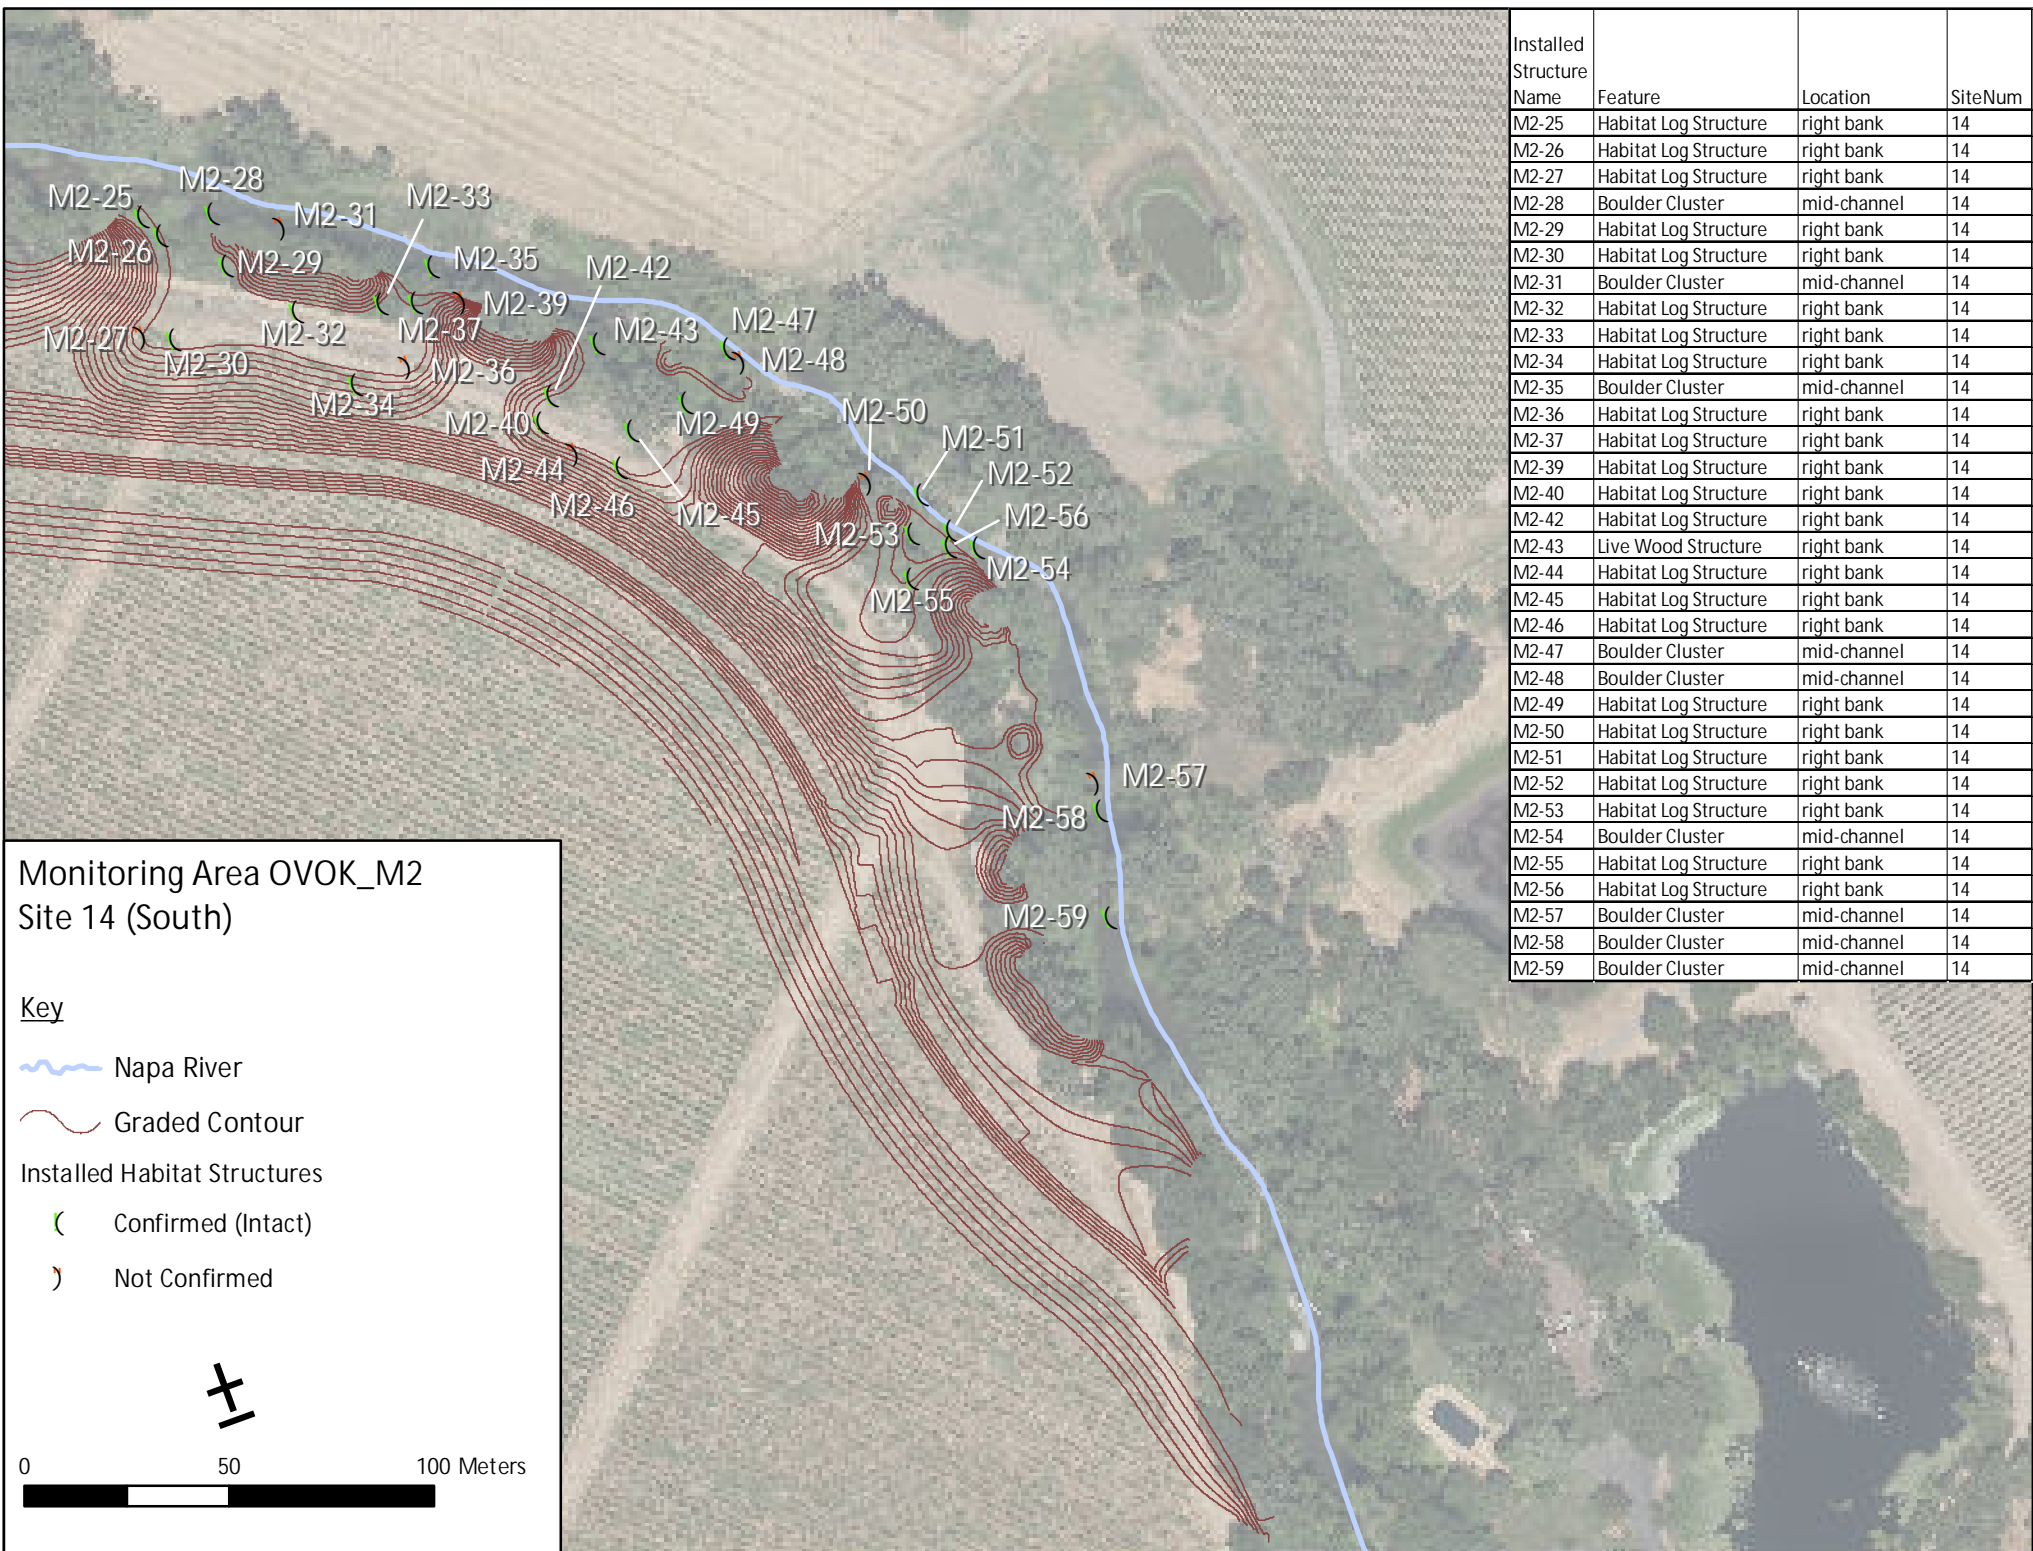 M2-28
M2-33
M2-25
M2-31
M2-26
M2-29
M2-35
M2-42
M2-39
M2-47
M2-27
M2-32
M2-37
M2-43
M2-48
M2-30
M2-36
M2-34
M2-40
M2-49
M2-50
M2-51
M2-44
M2-52
M2-46
M2-45
M2-56
M2-53
M2-54
M2-55
M2-57
M2-58
M2-59
Installed
Structure
Name Feature Location SiteNum
M2-25 Habitat Log Structure right bank 14
M2-26 Habitat Log Structure right bank 14
M2-27 Habitat Log Structure right bank 14
M2-28 Boulder Cluster mid-channel 14
M2-29 Habitat Log Structure right bank 14
M2-30 Habitat Log Structure right bank 14
M2-31 Boulder Cluster mid-channel 14
M2-32 Habitat Log Structure right bank 14
M2-33 Habitat Log Structure right bank 14
M2-34 Habitat Log Structure right bank 14
M2-35 Boulder Cluster mid-channel 14
M2-36 Habitat Log Structure right bank 14
M2-37 Habitat Log Structure right bank 14
M2-39 Habitat Log Structure right bank 14
M2-40 Habitat Log Structure right bank 14
M2-42 Habitat Log Structure right bank 14
M2-43 Live Wood Structure right bank 14
M2-44 Habitat Log Structure right bank 14
M2-45 Habitat Log Structure right bank 14
M2-46 Habitat Log Structure right bank 14
M2-47 Boulder Cluster mid-channel 14
M2-48 Boulder Cluster mid-channel 14
M2-49 Habitat Log Structure right bank 14
M2-50 Habitat Log Structure right bank 14
M2-51 Habitat Log Structure right bank 14
M2-52 Habitat Log Structure right bank 14
M2-53 Habitat Log Structure right bank 14
M2-54 Boulder Cluster mid-channel 14
M2-55 Habitat Log Structure right bank 14
M2-56 Habitat Log Structure right bank 14
M2-57 Boulder Cluster mid-channel 14
M2-58 Boulder Cluster mid-channel 14
M2-59 Boulder Cluster mid-channel 14
Monitoring Area OVOK_M2
Site 14 (South)
Key
Napa River
Graded Contour
Installed Habitat Structures
Confirmed (Intact)
Not Confirmed
0 50 100 Meters